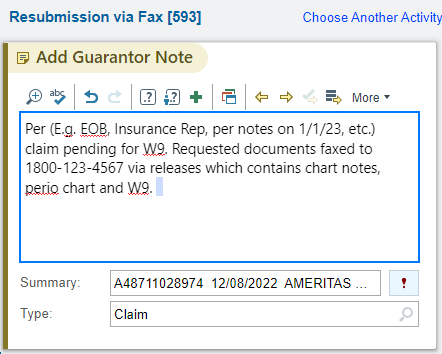 Resubmission via Fax [593] Choose Another Activity
Add Guarantor Note
abc More
Per (E.g. EOB, Insurance Rep, per notes on 1/1/23, etc.)
claim pending for W9. Requested documents faxed to
1800-123-4567 via releases which contains chart notes,
perio chart and W9.
Summary: A48711028974 12/08/2022 AMERITAS ... !
Type: Claim